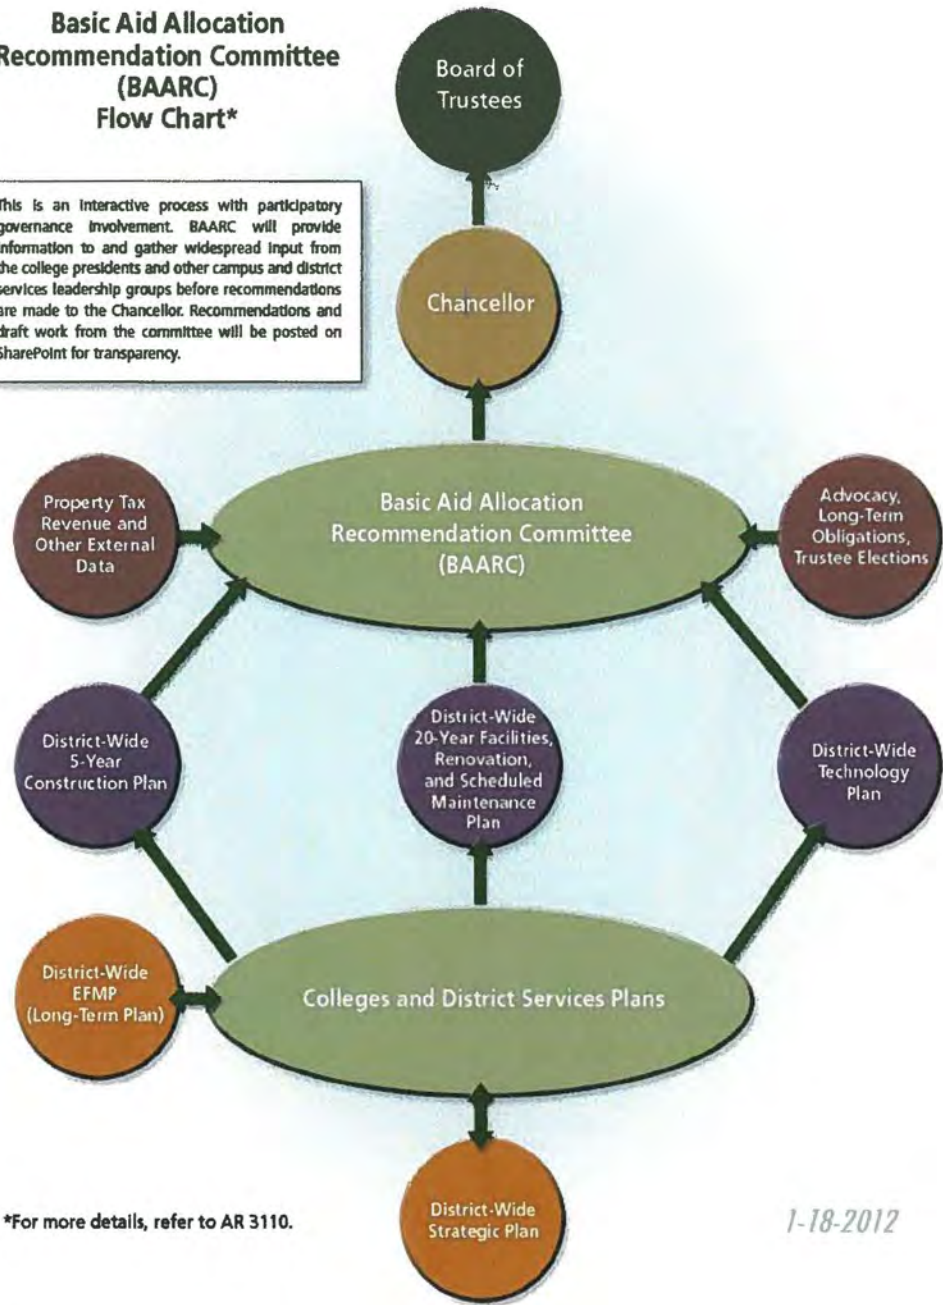 Basic Aid Allocation
Recommendation Committee
(BAARC)
Flow Chart*
This is an interactive process with participatory
governance involvement. BAARC will provide
information to and gather widespread input from
the college presidents and other campus and district
services leadership groups before recommendations
are made to the Chancellor. Recommendations and
draft work from the committee will be posted on
SharePoint for transparency.
Board of
Trustees
Chancellor
Property Tax
Revenue and
Other External
Data
Basic Aid Allocation
Recommendation Committee
(BAARC)
Advocacy,
Long-Term
Obligations,
Trustee Elections
District-Wide
5-Year
Construction Plan
District-Wide
20-Year Facilities,
Renovation,
and Scheduled
Maintenance
Plan
District-Wide
Technology
Plan
District-Wide
EFMP
(Long-Term Plan)
Colleges and District Services Plans
District-Wide
Strategic Plan
*For more details, refer to AR 3110.
1-18-2012